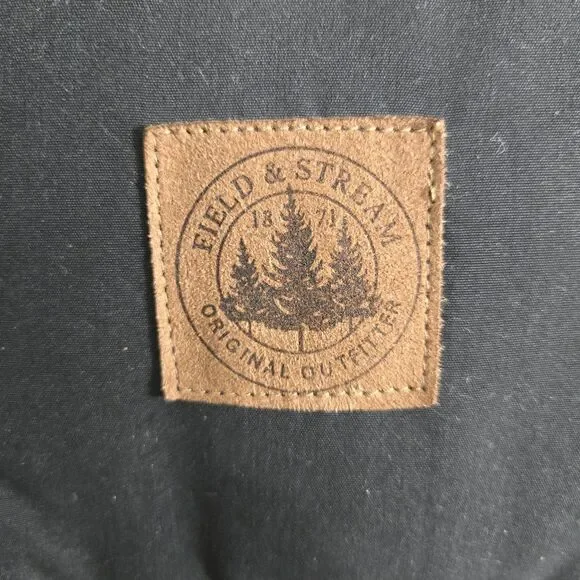 FIELD & STREAM
18 71
ORIGINAL OUTFITTER